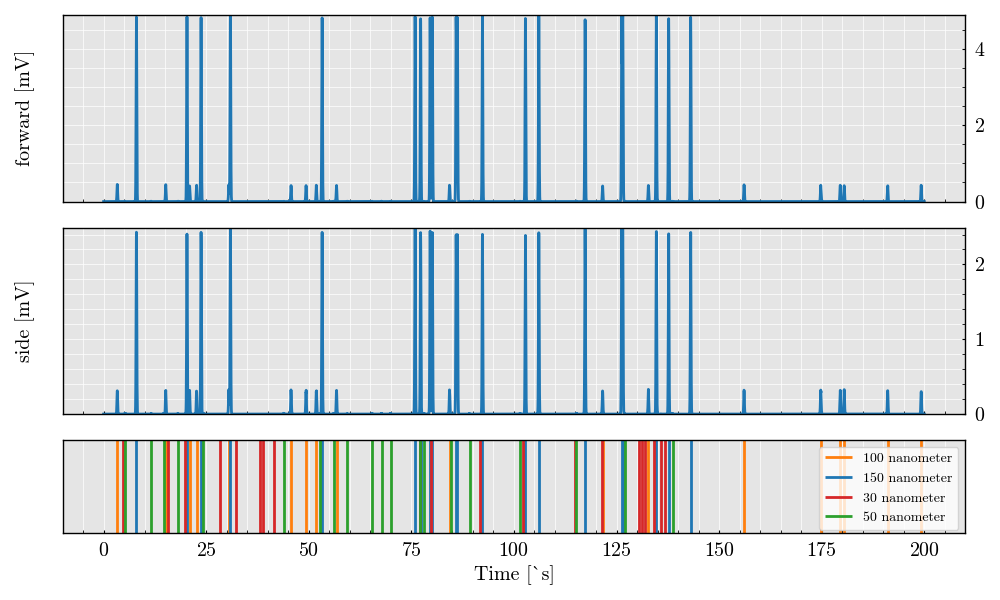 forward [mV]
0
2
4
side [mV]
0
1
2
100 nanometer
150 nanometer
30 nanometer
50 nanometer
0 25 50 75 100 125 150 175 200
Time [`s]